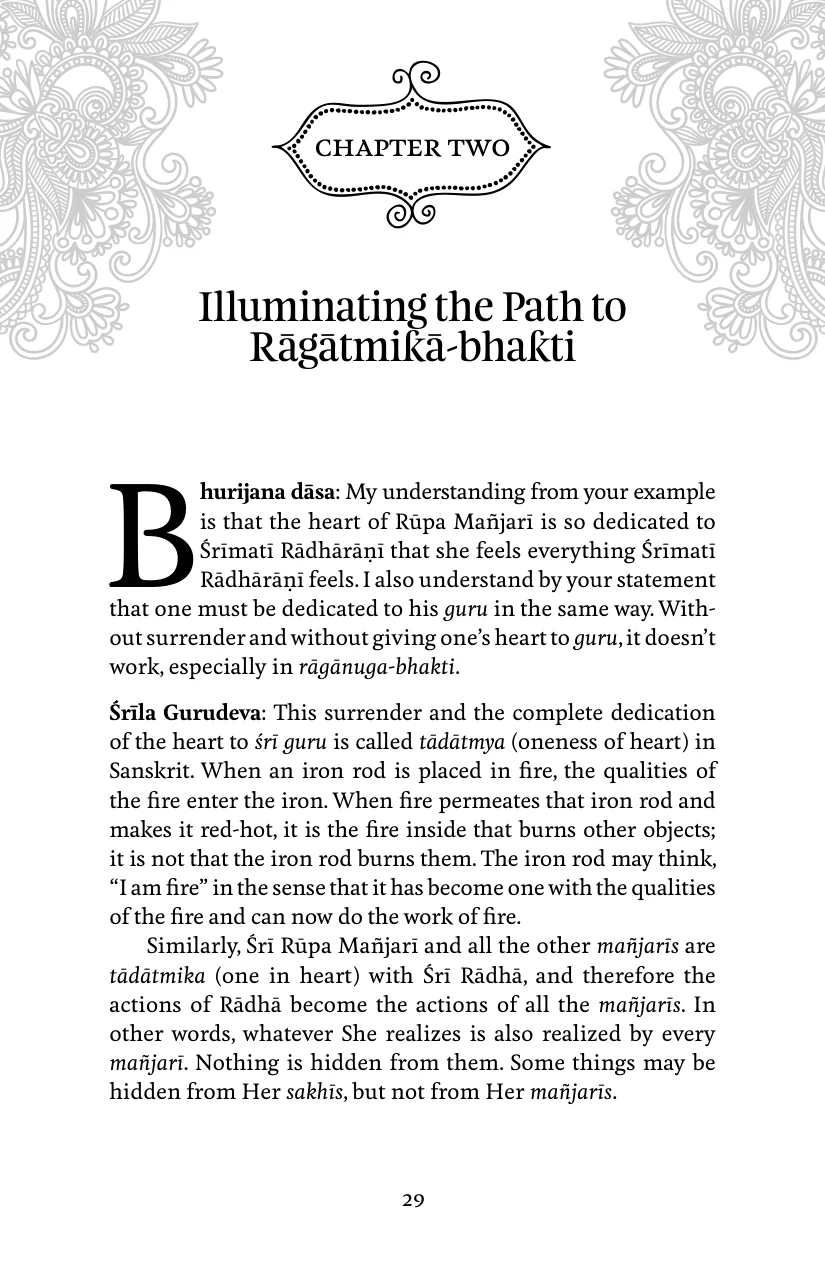 CHAPTER TWO
Illuminating the Path to
Rāgātmikā-bhakti
Bhurijana dāsa: My understanding from your example
is that the heart of Rūpa Mañjarī is so dedicated to
Śrīmatī Rādhārāṇī that she feels everything Śrīmatī
Rādhārāṇī feels. I also understand by your statement
that one must be dedicated to his guru in the same way. With-
out surrender and without giving one’s heart to guru, it doesn’t
work, especially in rāgānuga-bhakti.
Śrīla Gurudeva: This surrender and the complete dedication
of the heart to śrī guru is called tādātmya (oneness of heart) in
Sanskrit. When an iron rod is placed in fire, the qualities of
the fire enter the iron. When fire permeates that iron rod and
makes it red-hot, it is the fire inside that burns other objects;
it is not that the iron rod burns them. The iron rod may think,
“I am fire” in the sense that it has become one with the qualities
of the fire and can now do the work of fire.
Similarly, Śrī Rūpa Mañjarī and all the other mañjarīs are
tādātmika (one in heart) with Śrī Rādhā, and therefore the
actions of Rādhā become the actions of all the mañjarīs. In
other words, whatever She realizes is also realized by every
mañjarī. Nothing is hidden from them. Some things may be
hidden from Her sakhīs, but not from Her mañjarīs.
29